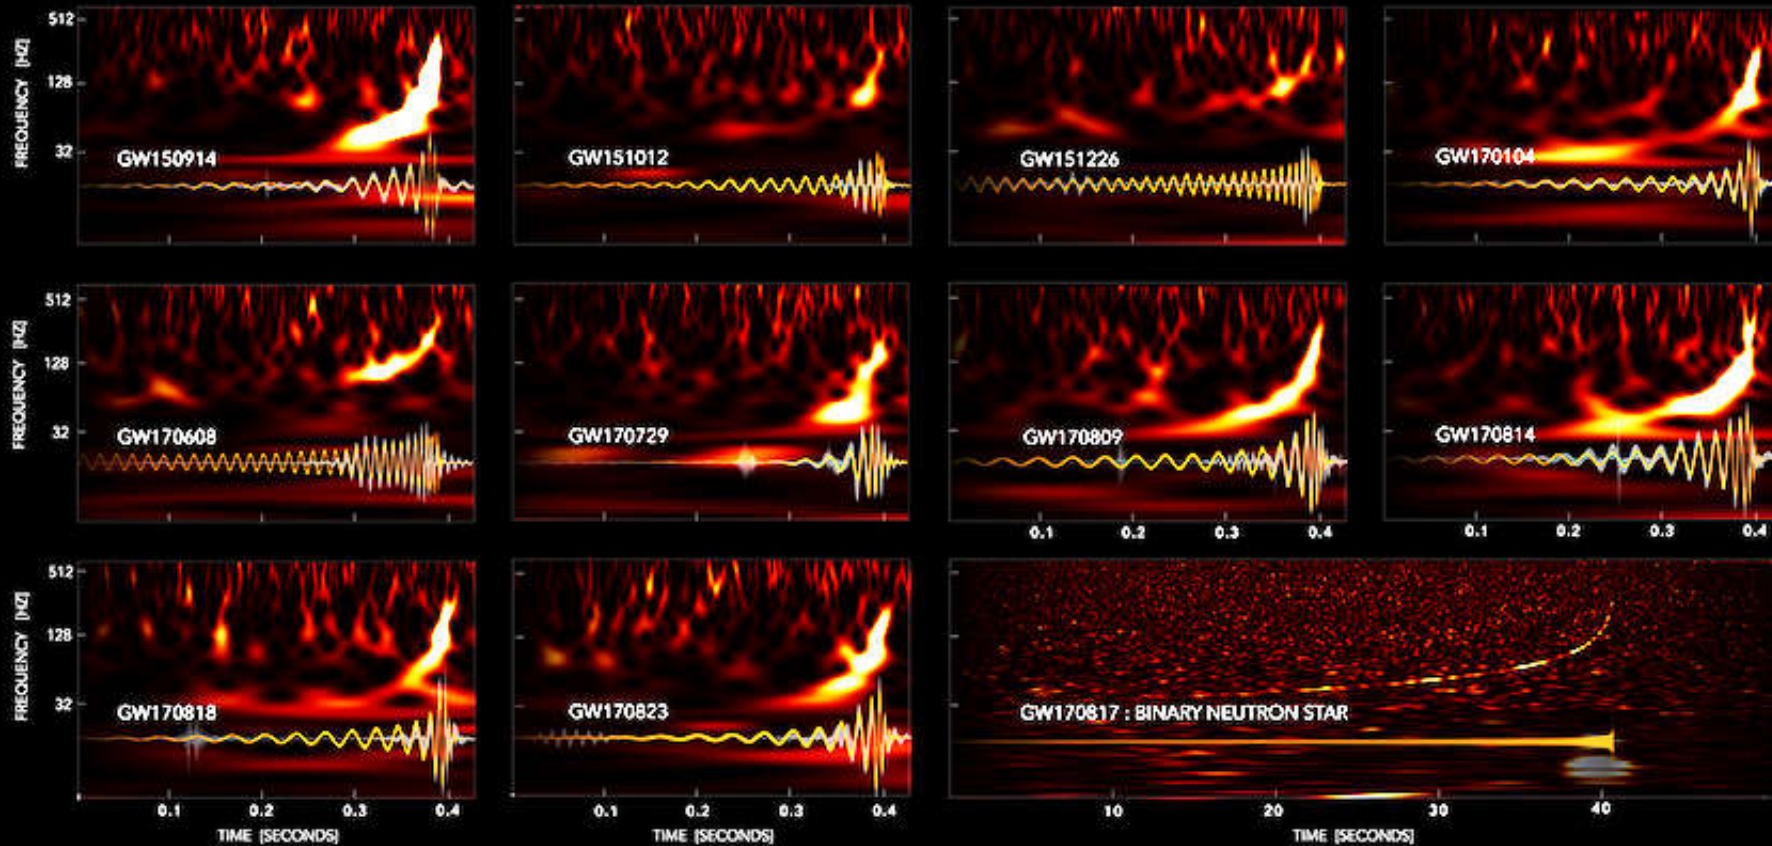 FREQUENCY [HZ]
512
128
32
GW150914
GW151012
GW151226
GW170104
FREQUENCY [HZ]
512
128
32
GW170608
GW170729
GW170809
GW170814
0.1 0.2 0.3 0.4
0.1 0.2 0.3 0.4
FREQUENCY [HZ]
512
128
32
GW170818
GW170823
GW170817 : BINARY NEUTRON STAR
0.1 0.2 0.3 0.4
0.1 0.2 0.3 0.4
10 20 30 40
TIME [SECONDS]
TIME [SECONDS]
TIME [SECONDS]